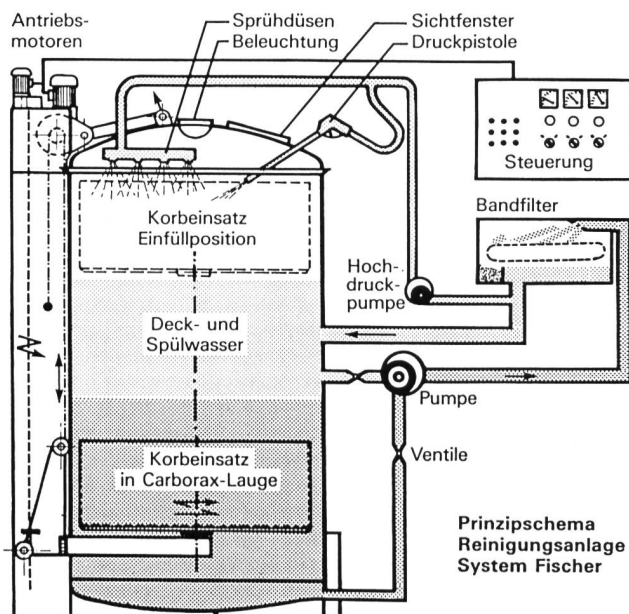 Antriebs-
motoren
Sprühdüsen
Beleuchtung
Sichtfenster
Druckpistole
Steuerung
Korbeinsatz
Einfüllposition
Bandfilter
Hoch-
druck-
pumpe
Deck- und
Spülwasser
Pumpe
Korbeinsatz
in Carborax-Lauge
Ventile
Prinzipschema
Reinigungsanlage
System Fischer